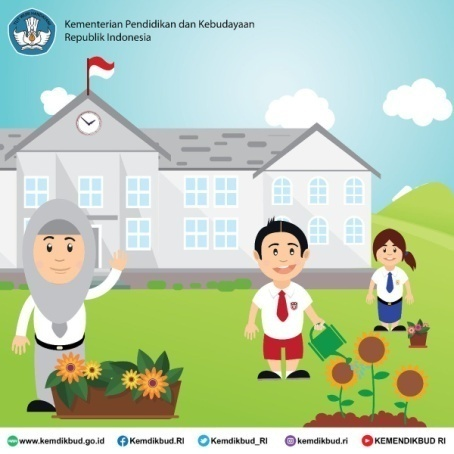 Kementerian Pendidikan dan Kebudayaan
Republik Indonesia
www.kemdikbud.go.id Kemdikbud.RI Kemdikbud_RI kemdikbud.ri KEMENDIKBUD RI